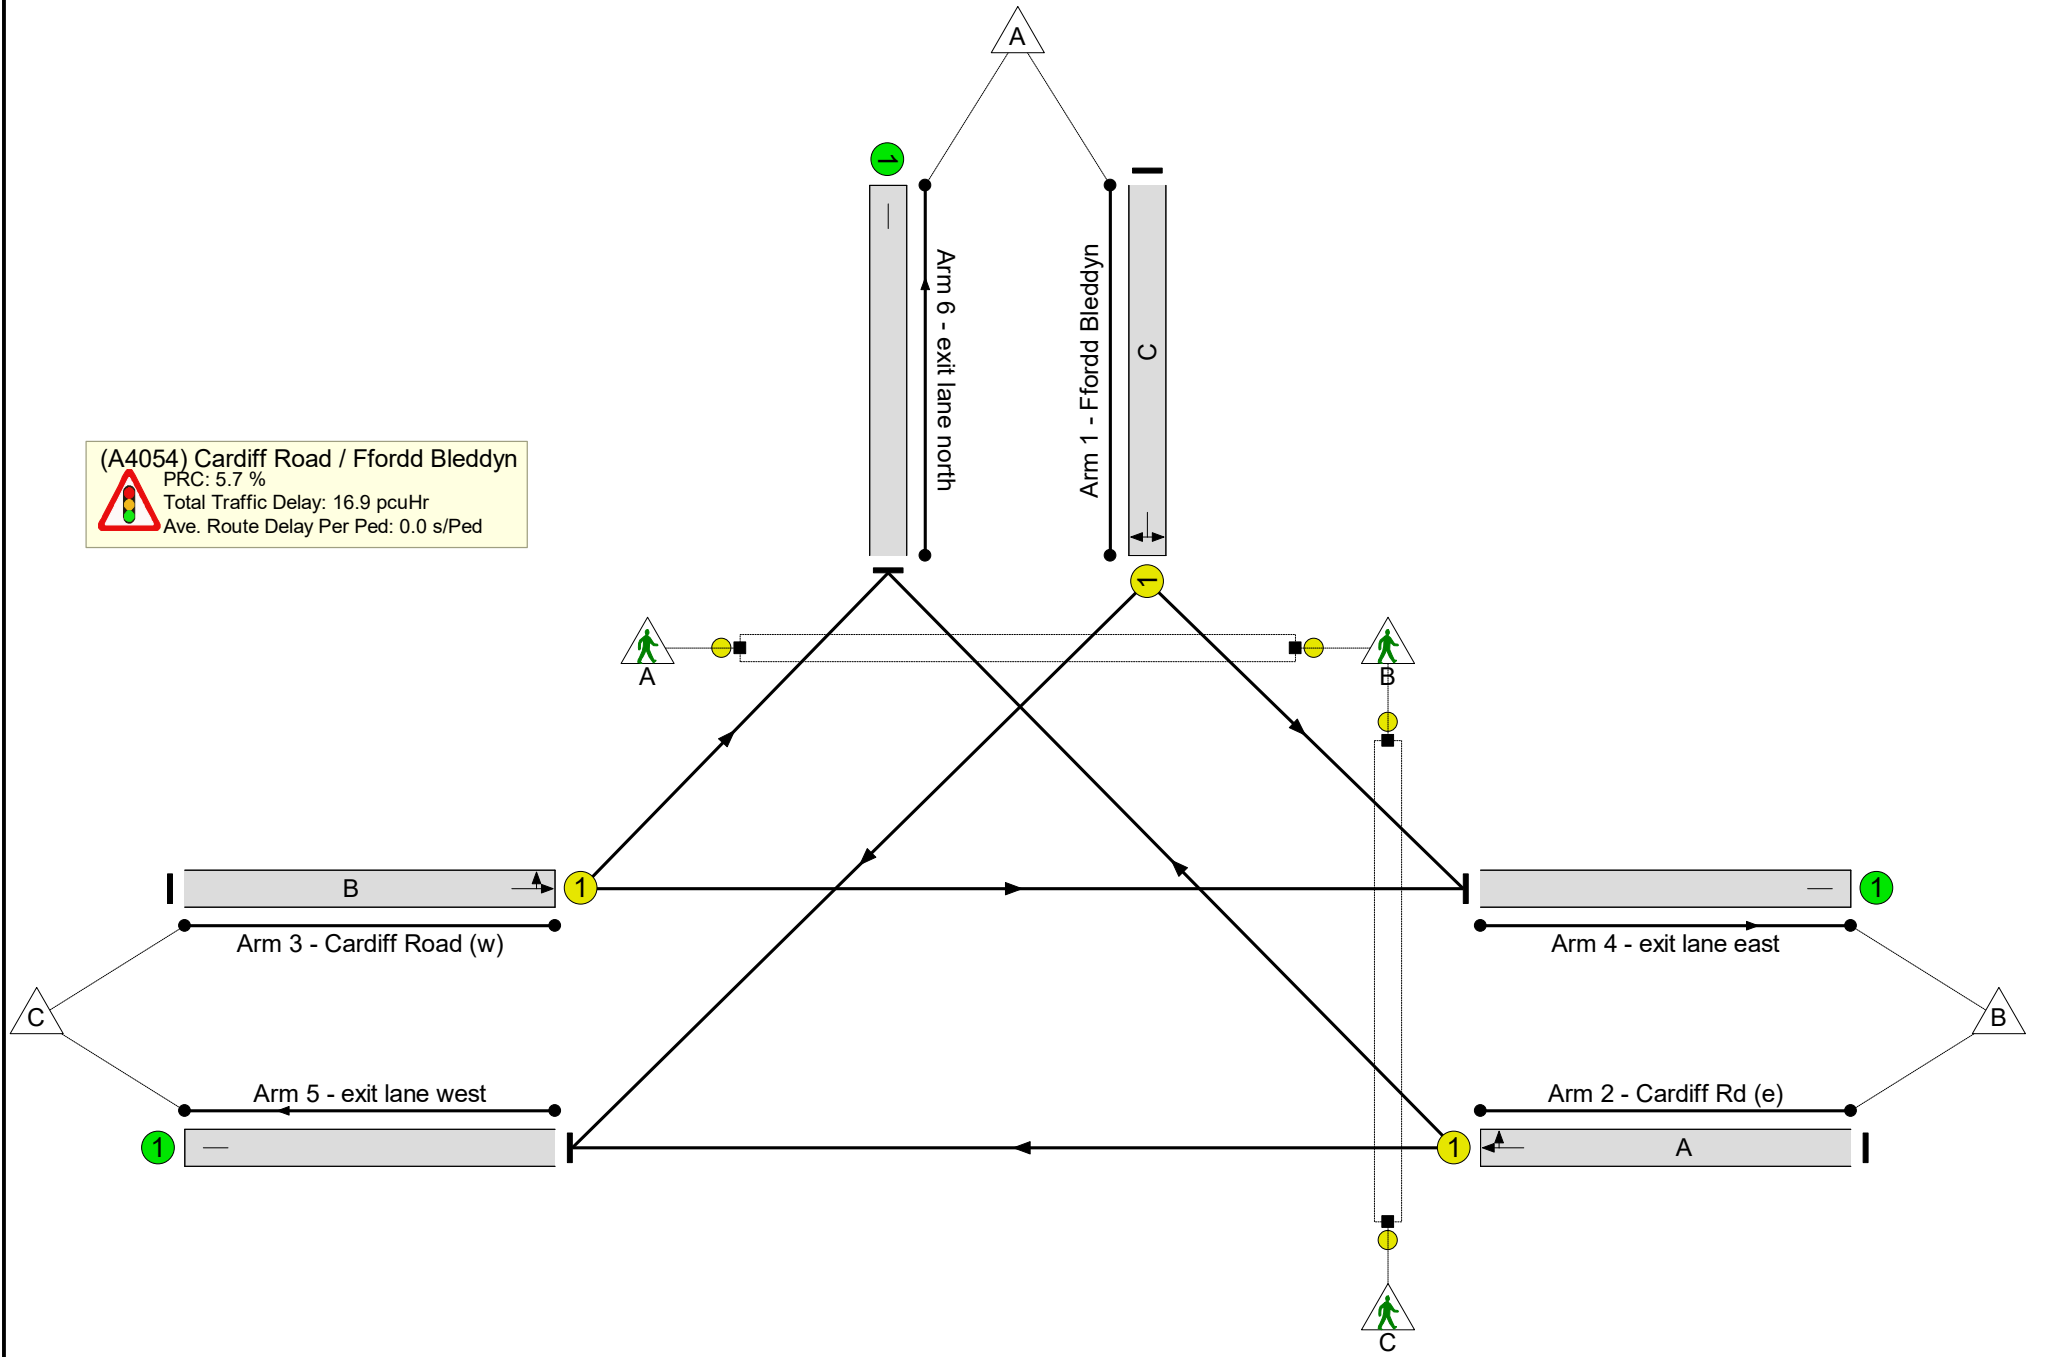 A
1
Arm 6 - exit lane north
Arm 1 - Ffordd Bleddyn
C
(A4054) Cardiff Road / Ffordd Bleddyn
PRC: 5.7 %
Total Traffic Delay: 16.9 pcuHr
Ave. Route Delay Per Ped: 0.0 s/Ped
1
A
B
B
1
1
Arm 3 - Cardiff Road (w)
Arm 4 - exit lane east
C
B
Arm 5 - exit lane west
Arm 2 - Cardiff Rd (e)
1
1
A
C